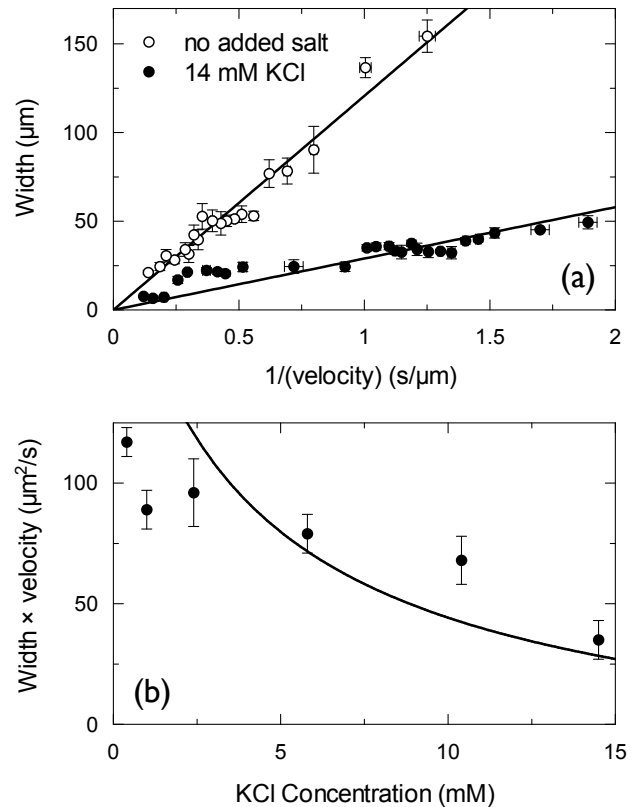 150
100
50
0
Width (µm)
no added salt
14 mM KCl
(a)
0
0.5
1
1.5
2
1/(velocity) (s/µm)
100
50
0
Width × velocity (µm²/s)
(b)
0
5
10
15
KCl Concentration (mM)